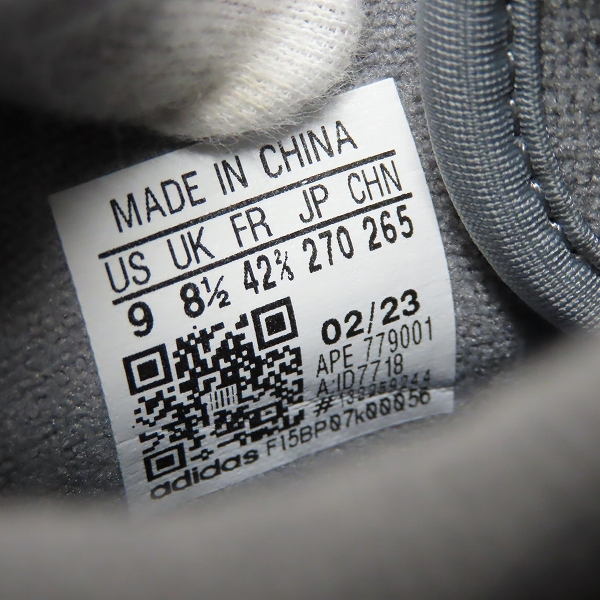 MADE IN CHINA
US UK FR JP CHN
9 8½ 42⅔ 270 265
02/23
APE 779001
A:ID7718
adidas F15BP07k00056